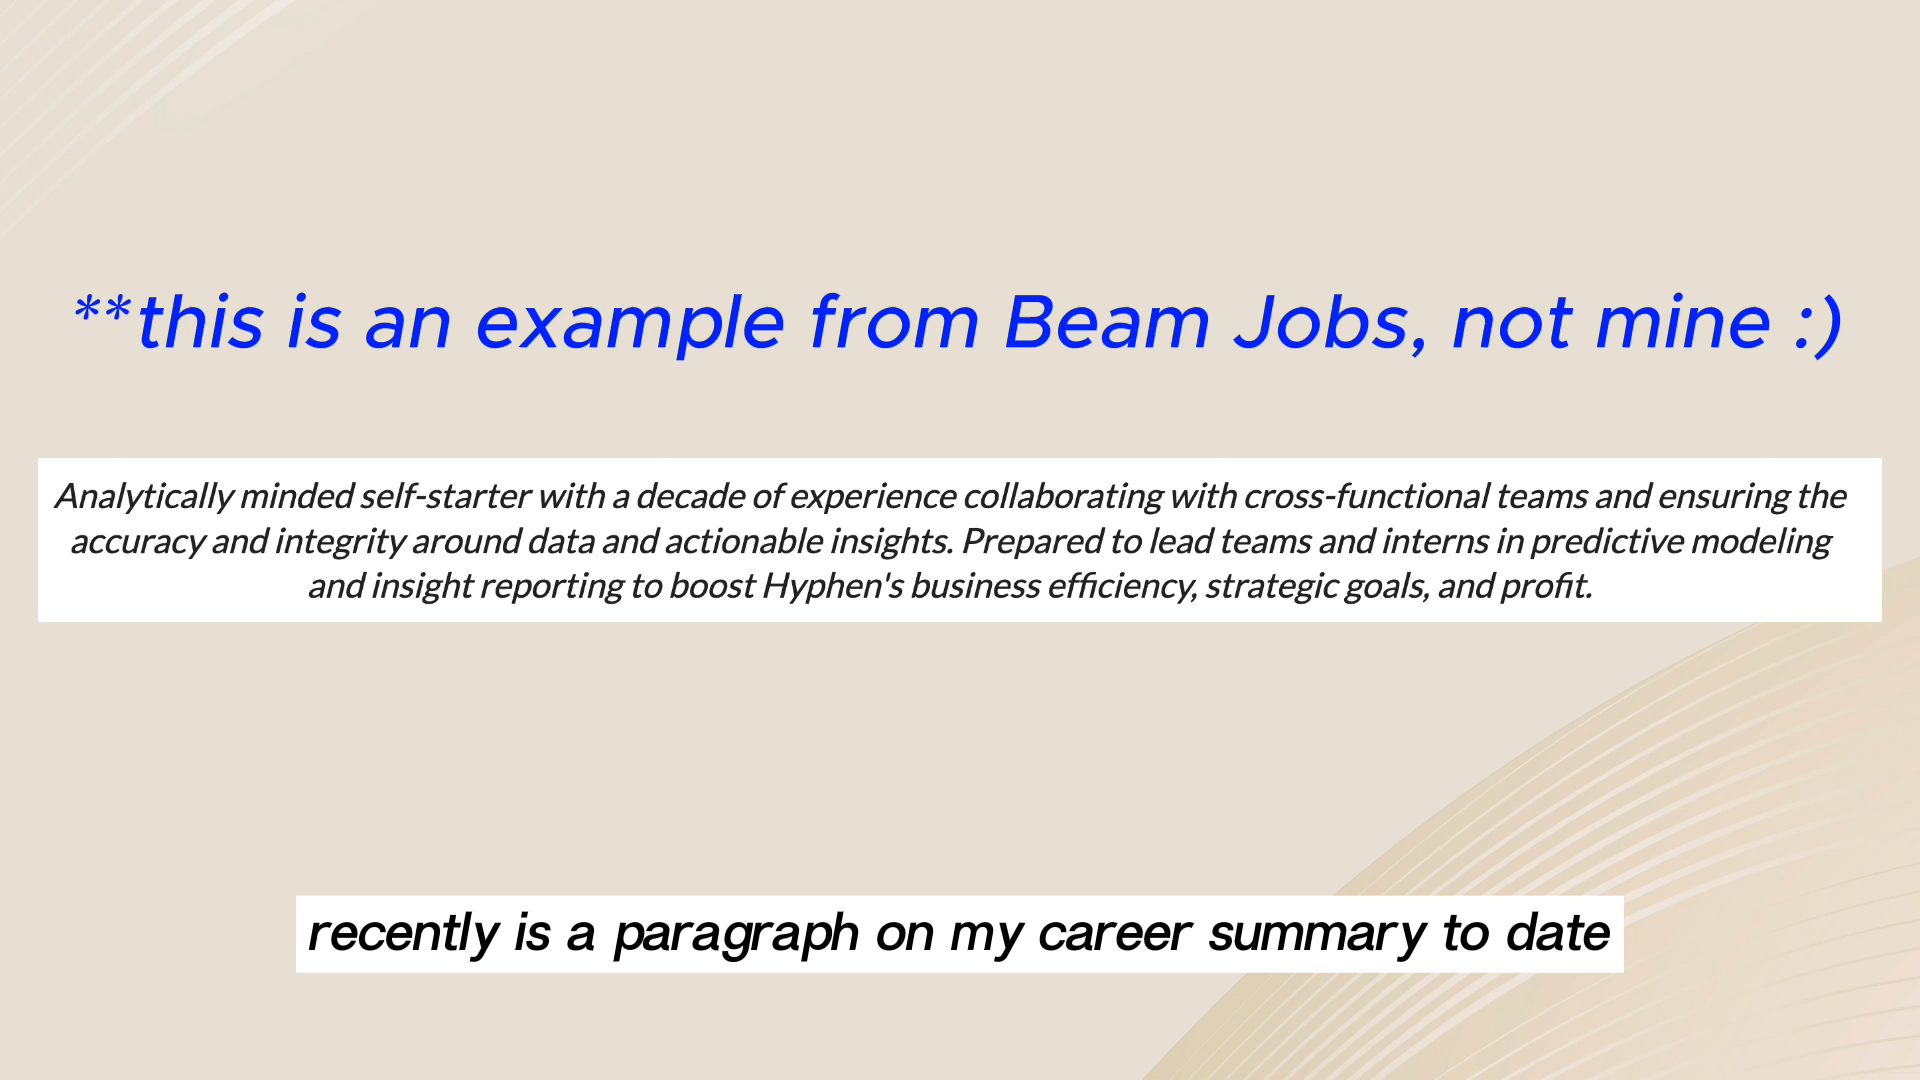 **this is an example from Beam Jobs, not mine :)
Analytically minded self-starter with a decade of experience collaborating with cross-functional teams and ensuring the
accuracy and integrity around data and actionable insights. Prepared to lead teams and interns in predictive modeling
and insight reporting to boost Hyphen's business efficiency, strategic goals, and profit.
recently is a paragraph on my career summary to date